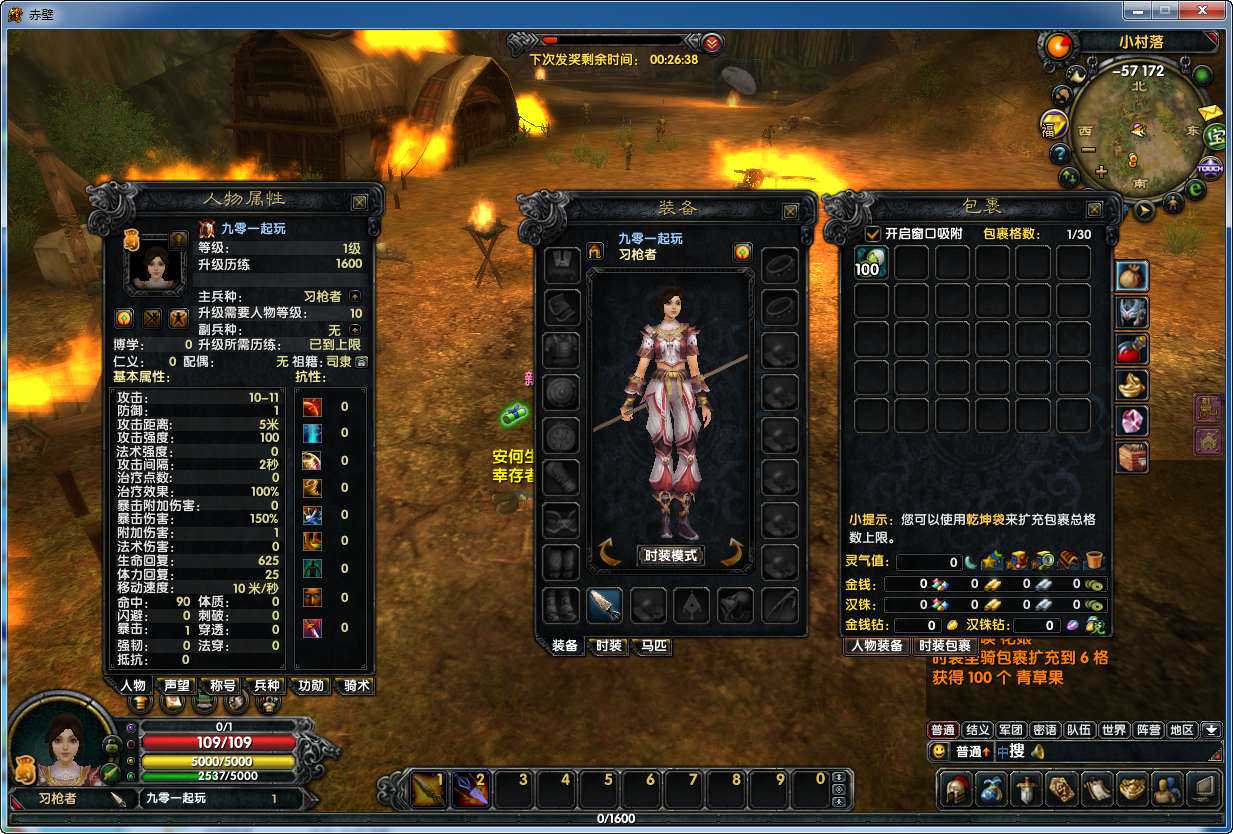 赤壁
下次发奖剩余时间： 00:26:38
小村落
-57 172
北
西
东
南
福
宝
TOUCH
人物属性
九零一起玩
等级： 1级
升级历练 1600
主兵种： 习枪者
升级需要人物等级： 10
副兵种： 无
博学： 0 升级所需历练： 已到上限
仁义： 0 配偶： 无 祖籍：司隶
基本属性： 抗性：
攻击： 10-11
防御： 1
攻击距离： 5米
攻击强度： 100
法术强度： 0
攻击间隔： 2秒
治疗点数： 0
治疗效果： 100%
暴击附加伤害： 0
暴击伤害： 150%
附加伤害： 1
法术伤害： 0
生命回复： 625
体力回复： 25
移动速度： 10 米/秒
命中： 90 体质： 0
闪避： 0 刺破： 0
暴击： 1 穿透： 0
强韧： 0 法穿： 0
抵抗： 0
0
0
0
0
0
0
0
0
0
人物 声望 称号 兵种 功勋 骑术
装备
九零一起玩
习枪者
时装模式
装备 时装 马匹
安何生
幸存者
包裹
开启窗口吸附 包裹格数： 1/30
100
小提示：您可以使用乾坤袋来扩充包裹总格
数上限。
灵气值： 0
金钱： 0 0 0 0
汉铢： 0 0 0 0
金钱钻： 0 汉铢钻： 0
人物装备 时装包裹
时装坐骑包裹扩充到 6 格
获得 100 个 青草果
普通 结义 军团 密语 队伍 世界 阵营 地区
普通 中搜
0/1
109/109
5000/5000
2537/5000
习枪者 九零一起玩 1
1 2 3 4 5 6 7 8 9 0
0/1600